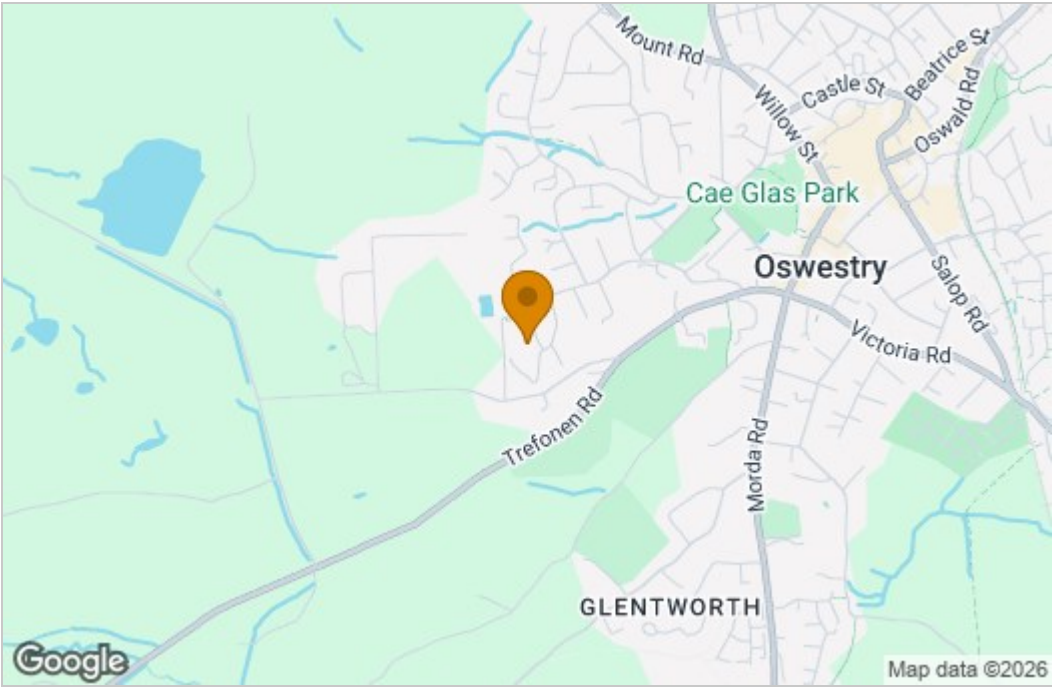 Mount Rd
Beatrice St
Castle St
Willow St
Oswald Rd
Cae Glas Park
Oswestry
Salop Rd
Victoria Rd
Trefonen Rd
Morda Rd
GLENTWORTH
Google
Map data ©2026